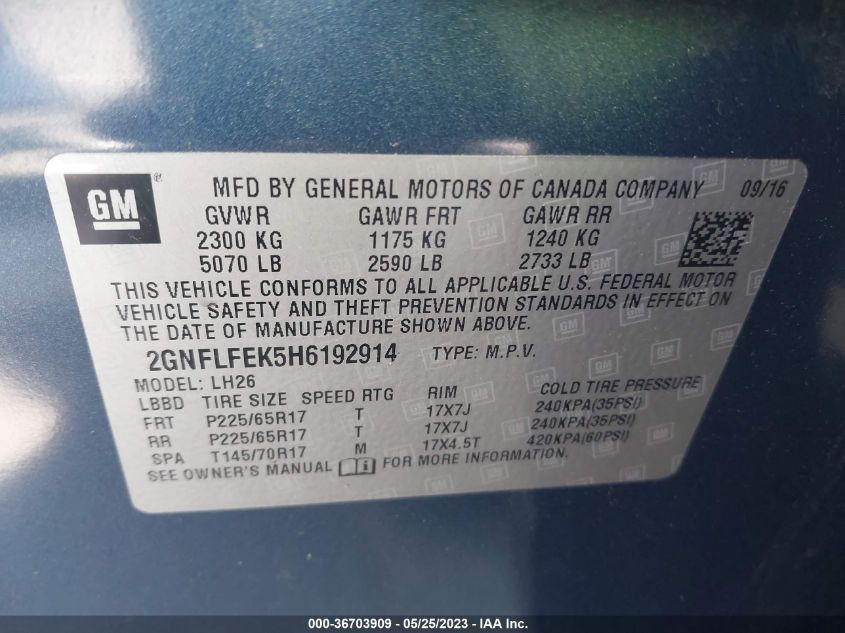 GM®
MFD BY GENERAL MOTORS OF CANADA COMPANY 09/16
GVWR GAWR FRT GAWR RR
2300 KG 1175 KG 1240 KG
5070 LB 2590 LB 2733 LB
THIS VEHICLE CONFORMS TO ALL APPLICABLE U.S. FEDERAL MOTOR
VEHICLE SAFETY AND THEFT PREVENTION STANDARDS IN EFFECT ON
THE DATE OF MANUFACTURE SHOWN ABOVE.
2GNFLFEK5H6192914 TYPE: M.P.V.
MODEL: LH26
LBBD TIRE SIZE SPEED RTG RIM COLD TIRE PRESSURE
FRT P225/65R17 T 17X7J 240KPA(35PSI)
RR P225/65R17 T 17X7J 240KPA(35PSI)
SPA T145/70R17 M 17X4.5T 420KPA(60PSI)
SEE OWNER'S MANUAL FOR MORE INFORMATION.
000-36703909 - 05/25/2023 - IAA Inc.